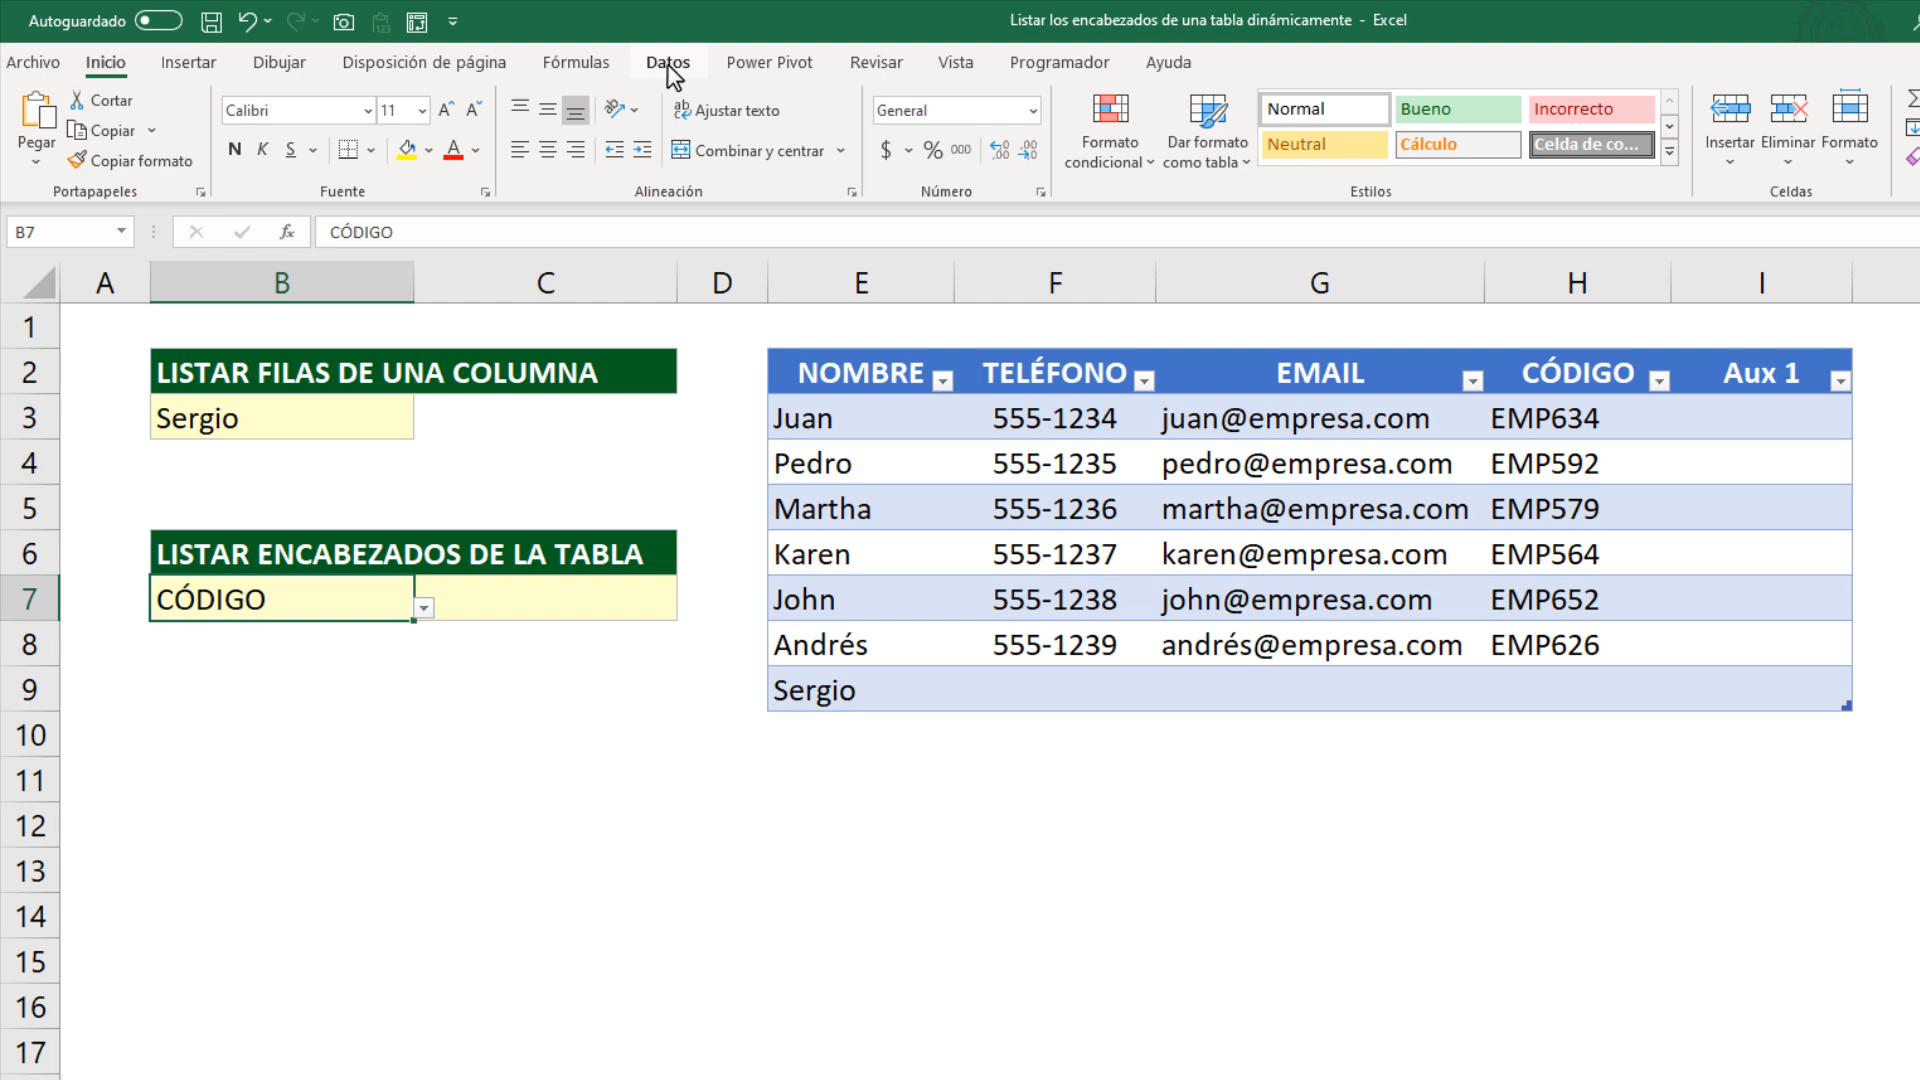 Autoguardado
Listar los encabezados de una tabla dinámicamente - Excel
Archivo Inicio Insertar Dibujar Disposición de página Fórmulas Datos Power Pivot Revisar Vista Programador Ayuda
Pegar
Cortar
Copiar
Copiar formato
Portapapeles
Calibri 11
N K S
Fuente
Ajustar texto
Combinar y centrar
Alineación
General
$ % 000
Número
Formato condicional
Dar formato como tabla
Normal Bueno Incorrecto
Neutral Cálculo Celda de co...
Estilos
Insertar Eliminar Formato
Celdas
B7 fx CÓDIGO
A B C D E F G H I
1
2 LISTAR FILAS DE UNA COLUMNA NOMBRE TELÉFONO EMAIL CÓDIGO Aux 1
3 Sergio Juan 555-1234 juan@empresa.com EMP634
4 Pedro 555-1235 pedro@empresa.com EMP592
5 Martha 555-1236 martha@empresa.com EMP579
6 LISTAR ENCABEZADOS DE LA TABLA Karen 555-1237 karen@empresa.com EMP564
7 CÓDIGO John 555-1238 john@empresa.com EMP652
8 Andrés 555-1239 andrés@empresa.com EMP626
9 Sergio
10
11
12
13
14
15
16
17